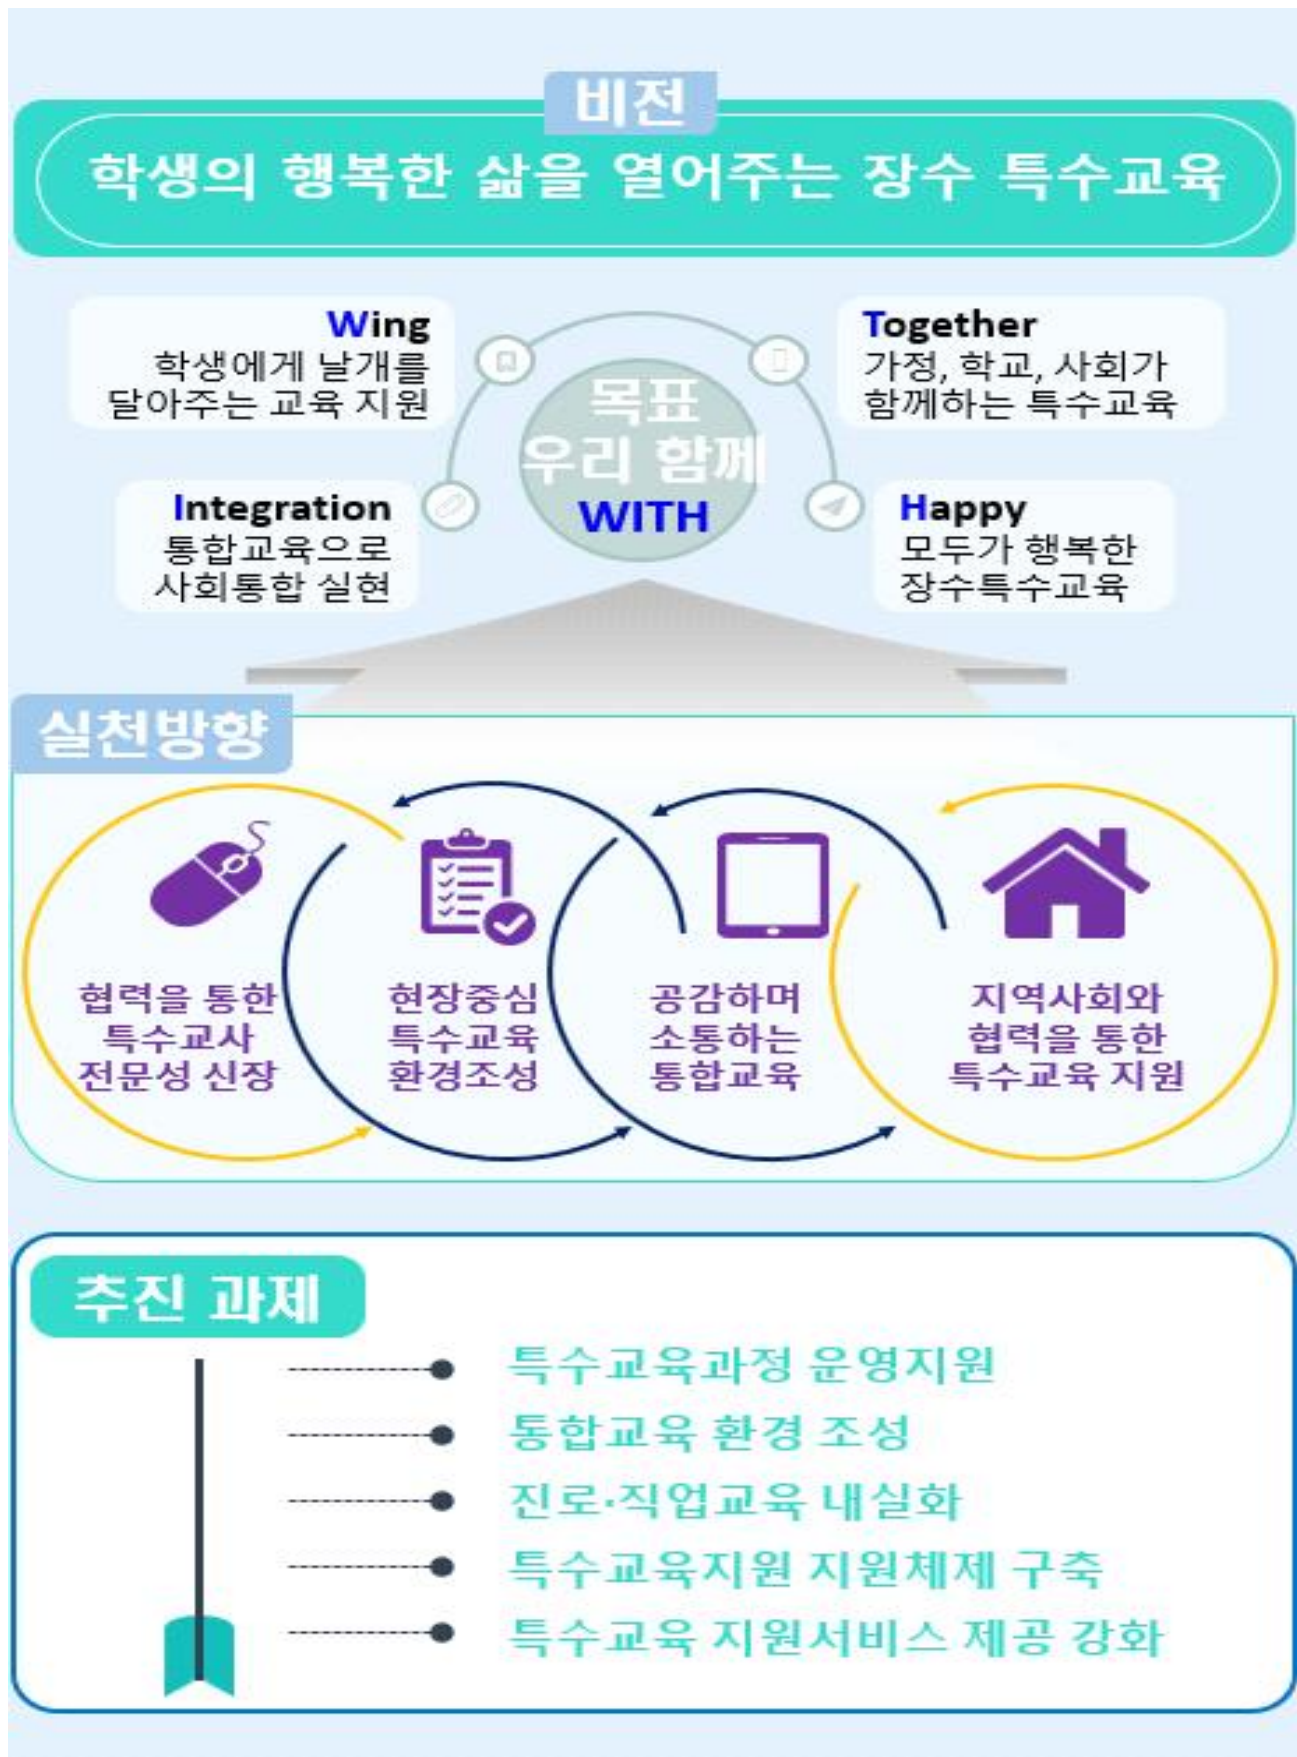 비전
학생의 행복한 삶을 열어주는 장수 특수교육
Wing
학생에게 날개를
달아주는 교육 지원
Together
가정, 학교, 사회가
함께하는 특수교육
목표
우리 함께
WITH
Integration
통합교육으로
사회통합 실현
Happy
모두가 행복한
장수특수교육
실천방향
협력을 통한
특수교사
전문성 신장
현장중심
특수교육
환경조성
공감하며
소통하는
통합교육
지역사회와
협력을 통한
특수교육 지원
추진 과제
특수교육과정 운영지원
통합교육 환경 조성
진로·직업교육 내실화
특수교육지원 지원체제 구축
특수교육 지원서비스 제공 강화